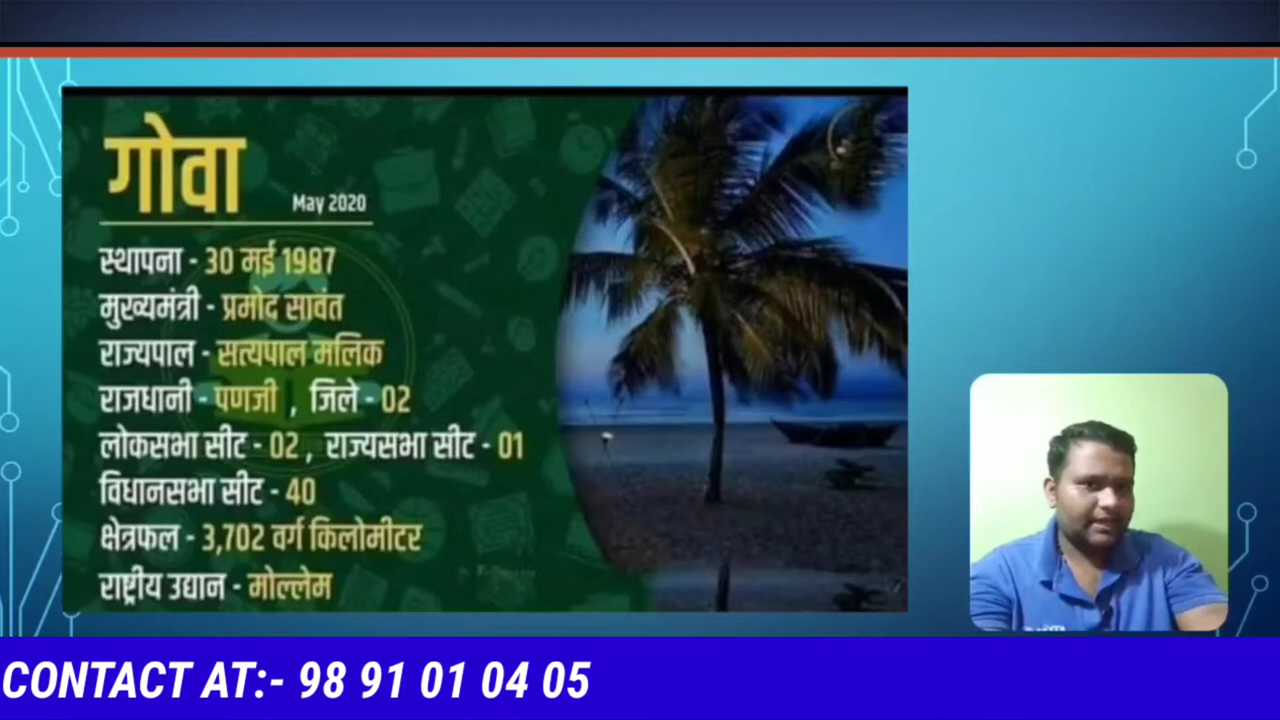 गोवा
May 2020
स्थापना - 30 मई 1987
मुख्यमंत्री - प्रमोद सावंत
राज्यपाल - सत्यपाल मलिक
राजधानी - पणजी , जिले - 02
लोकसभा सीट - 02 , राज्यसभा सीट - 01
विधानसभा सीट - 40
क्षेत्रफल - 3,702 वर्ग किलोमीटर
राष्ट्रीय उद्यान - मोल्लेम
CONTACT AT:- 98 91 01 04 05